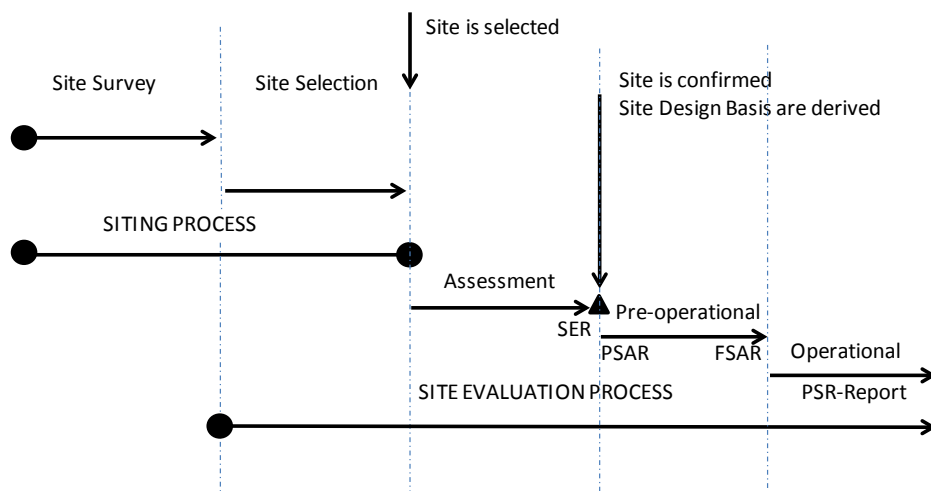 Site is selected
Site Survey
Site Selection
Site is confirmed
Site Design Basis are derived
SITING PROCESS
Assessment
SER
Pre-operational
PSAR
FSAR
Operational
SITE EVALUATION PROCESS
PSR-Report